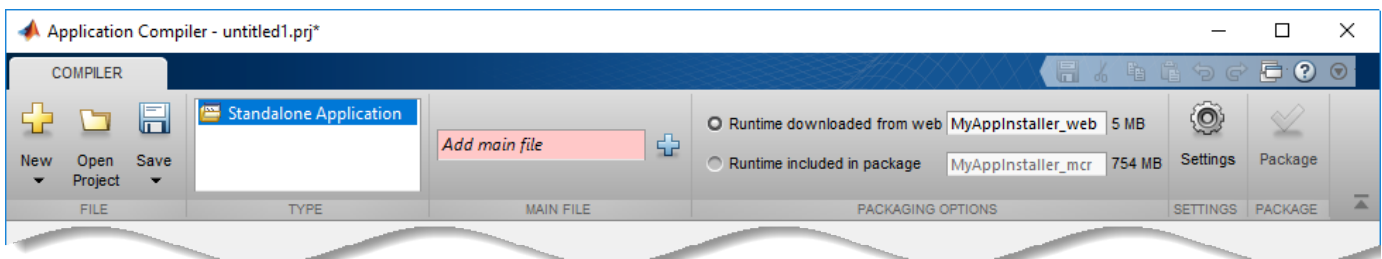 Application Compiler - untitled1.prj*
COMPILER
New
Open Project
Save
FILE
Standalone Application
TYPE
Add main file
MAIN FILE
Runtime downloaded from web MyAppInstaller_web 5 MB
Runtime included in package MyAppInstaller_mcr 754 MB
PACKAGING OPTIONS
Settings
SETTINGS
Package
PACKAGE